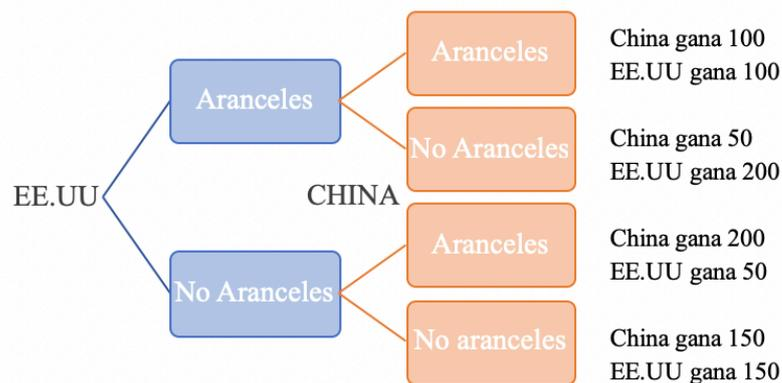 Aranceles
China gana 100
EE.UU gana 100
Aranceles
No Aranceles
China gana 50
EE.UU gana 200
EE.UU
CHINA
Aranceles
China gana 200
EE.UU gana 50
No Aranceles
No aranceles
China gana 150
EE.UU gana 150